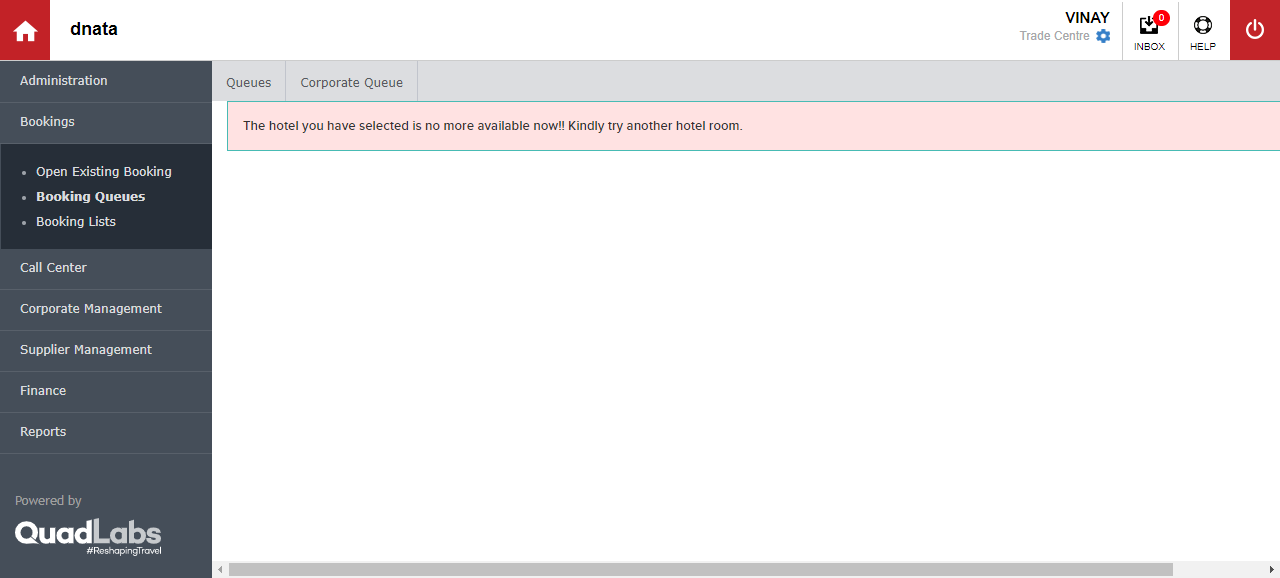 dnata
VINAY
Trade Centre
0
INBOX
HELP
Administration
Bookings
Open Existing Booking
Booking Queues
Booking Lists
Call Center
Corporate Management
Supplier Management
Finance
Reports
Powered by
QuadLabs
#ReshapingTravel
Queues
Corporate Queue
The hotel you have selected is no more available now!! Kindly try another hotel room.